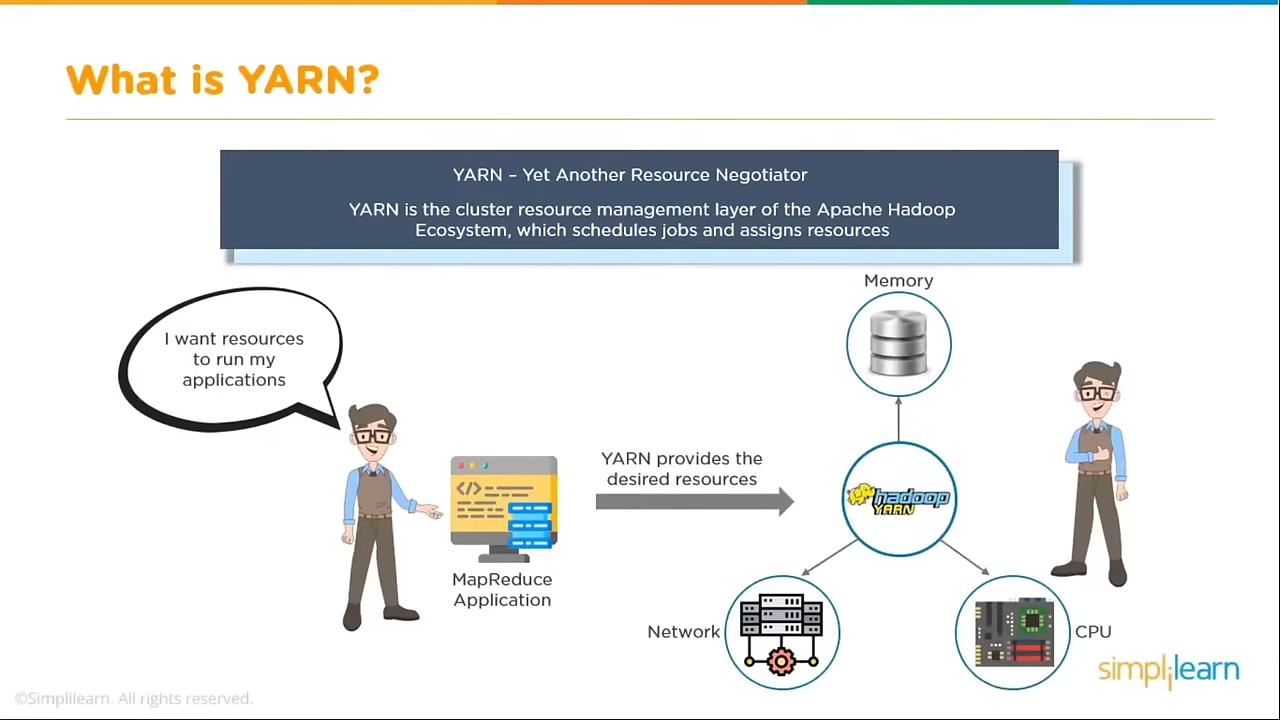 What is YARN?
YARN – Yet Another Resource Negotiator
YARN is the cluster resource management layer of the Apache Hadoop
Ecosystem, which schedules jobs and assigns resources
Memory
I want resources
to run my
applications
YARN provides the
desired resources
hadoop
YARN
</>
MapReduce
Application
Network
CPU
simplilearn
©Simplilearn. All rights reserved.